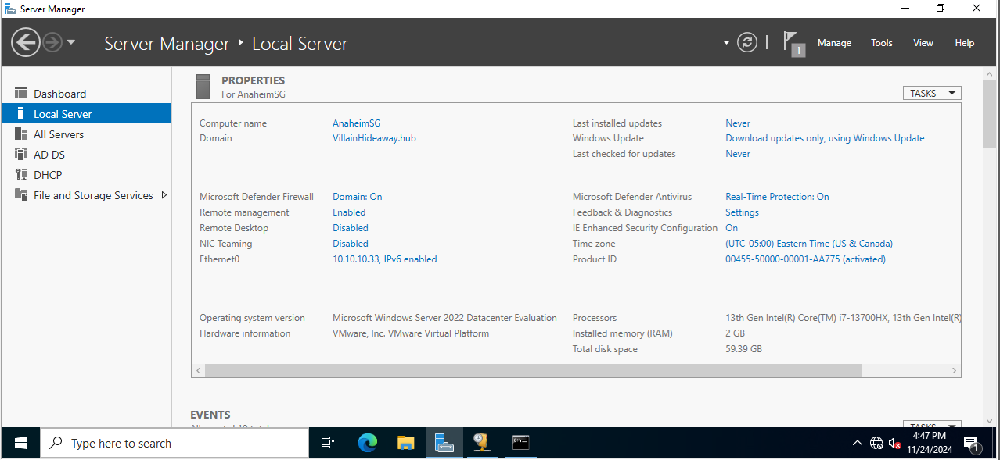 Server Manager
Server Manager ‣ Local Server
1
Manage
Tools
View
Help
Dashboard
Local Server
All Servers
AD DS
DHCP
File and Storage Services
PROPERTIES
For AnaheimSG
TASKS
Computer name AnaheimSG
Domain VillainHideaway.hub
Last installed updates Never
Windows Update Download updates only, using Windows Update
Last checked for updates Never
Microsoft Defender Firewall Domain: On
Remote management Enabled
Remote Desktop Disabled
NIC Teaming Disabled
Ethernet0 10.10.10.33, IPv6 enabled
Microsoft Defender Antivirus Real-Time Protection: On
Feedback & Diagnostics Settings
IE Enhanced Security Configuration On
Time zone (UTC-05:00) Eastern Time (US & Canada)
Product ID 00455-50000-00001-AA775 (activated)
Operating system version Microsoft Windows Server 2022 Datacenter Evaluation
Hardware information VMware, Inc. VMware Virtual Platform
Processors 13th Gen Intel(R) Core(TM) i7-13700HX, 13th Gen Intel(R)
Installed memory (RAM) 2 GB
Total disk space 59.39 GB
EVENTS
TASKS
Type here to search
4:47 PM
11/24/2024
1